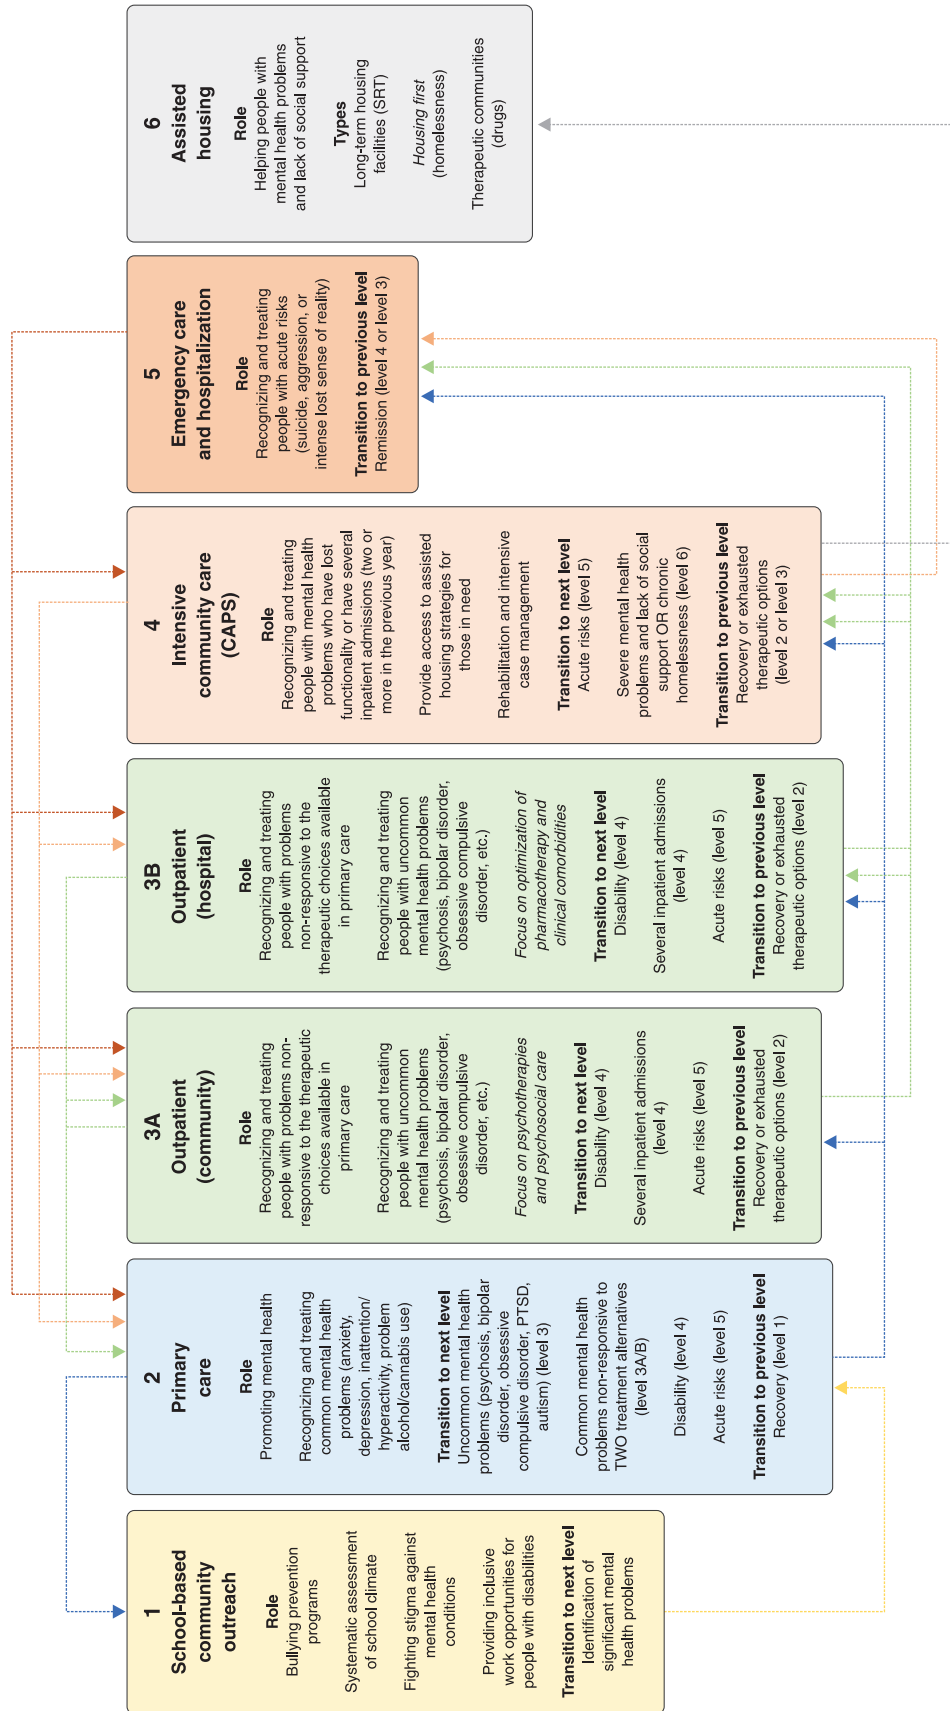 1
School-based
community
outreach
Role
Bullying prevention
programs
Systematic assessment
of school climate
Fighting stigma against
mental health
conditions
Providing inclusive
work opportunities for
people with disabilities
Transition to next level
Identification of
significant mental
health problems
2
Primary
care
Role
Promoting mental health
Recognizing and treating
common mental health
problems (anxiety,
depression, inattention/
hyperactivity, problem
alcohol/cannabis use)
Transition to next level
Uncommon mental health
problems (psychosis, bipolar
disorder, obsessive
compulsive disorder, PTSD,
autism) (level 3)
Common mental health
problems non-responsive to
TWO treatment alternatives
(level 3A/B)
Disability (level 4)
Acute risks (level 5)
Transition to previous level
Recovery (level 1)
3A
Outpatient
(community)
Role
Recognizing and treating
people with problems non-
responsive to the therapeutic
choices available in
primary care
Recognizing and treating
people with uncommon
mental health problems
(psychosis, bipolar disorder,
obsessive compulsive
disorder, etc.)
Focus on psychotherapies
and psychosocial care
Transition to next level
Disability (level 4)
Several inpatient admissions
(level 4)
Acute risks (level 5)
Transition to previous level
Recovery or exhausted
therapeutic options (level 2)
3B
Outpatient
(hospital)
Role
Recognizing and treating
people with problems
non-responsive to the
therapeutic choices available
in primary care
Recognizing and treating
people with uncommon
mental health problems
(psychosis, bipolar disorder,
obsessive compulsive
disorder, etc.)
Focus on optimization of
pharmacotherapy and
clinical comorbidities
Transition to next level
Disability (level 4)
Several inpatient admissions
(level 4)
Acute risks (level 5)
Transition to previous level
Recovery or exhausted
therapeutic options (level 2)
4
Intensive
community care
(CAPS)
Role
Recognizing and treating
people with mental health
problems who have lost
functionality or have several
inpatient admissions (two or
more in the previous year)
Provide access to assisted
housing strategies for
those in need
Rehabilitation and intensive
case management
Transition to next level
Acute risks (level 5)
Severe mental health
problems and lack of social
support OR chronic
homelessness (level 6)
Transition to previous level
Recovery or exhausted
therapeutic options
(level 2 or level 3)
5
Emergency care
and hospitalization
Role
Recognizing and treating
people with acute risks
(suicide, aggression, or
intense lost sense of reality)
Transition to previous level
Remission (level 4 or level 3)
6
Assisted
housing
Role
Helping people with
mental health problems
and lack of social support
Types
Long-term housing
facilities (SRT)
Housing first
(homelessness)
Therapeutic communities
(drugs)